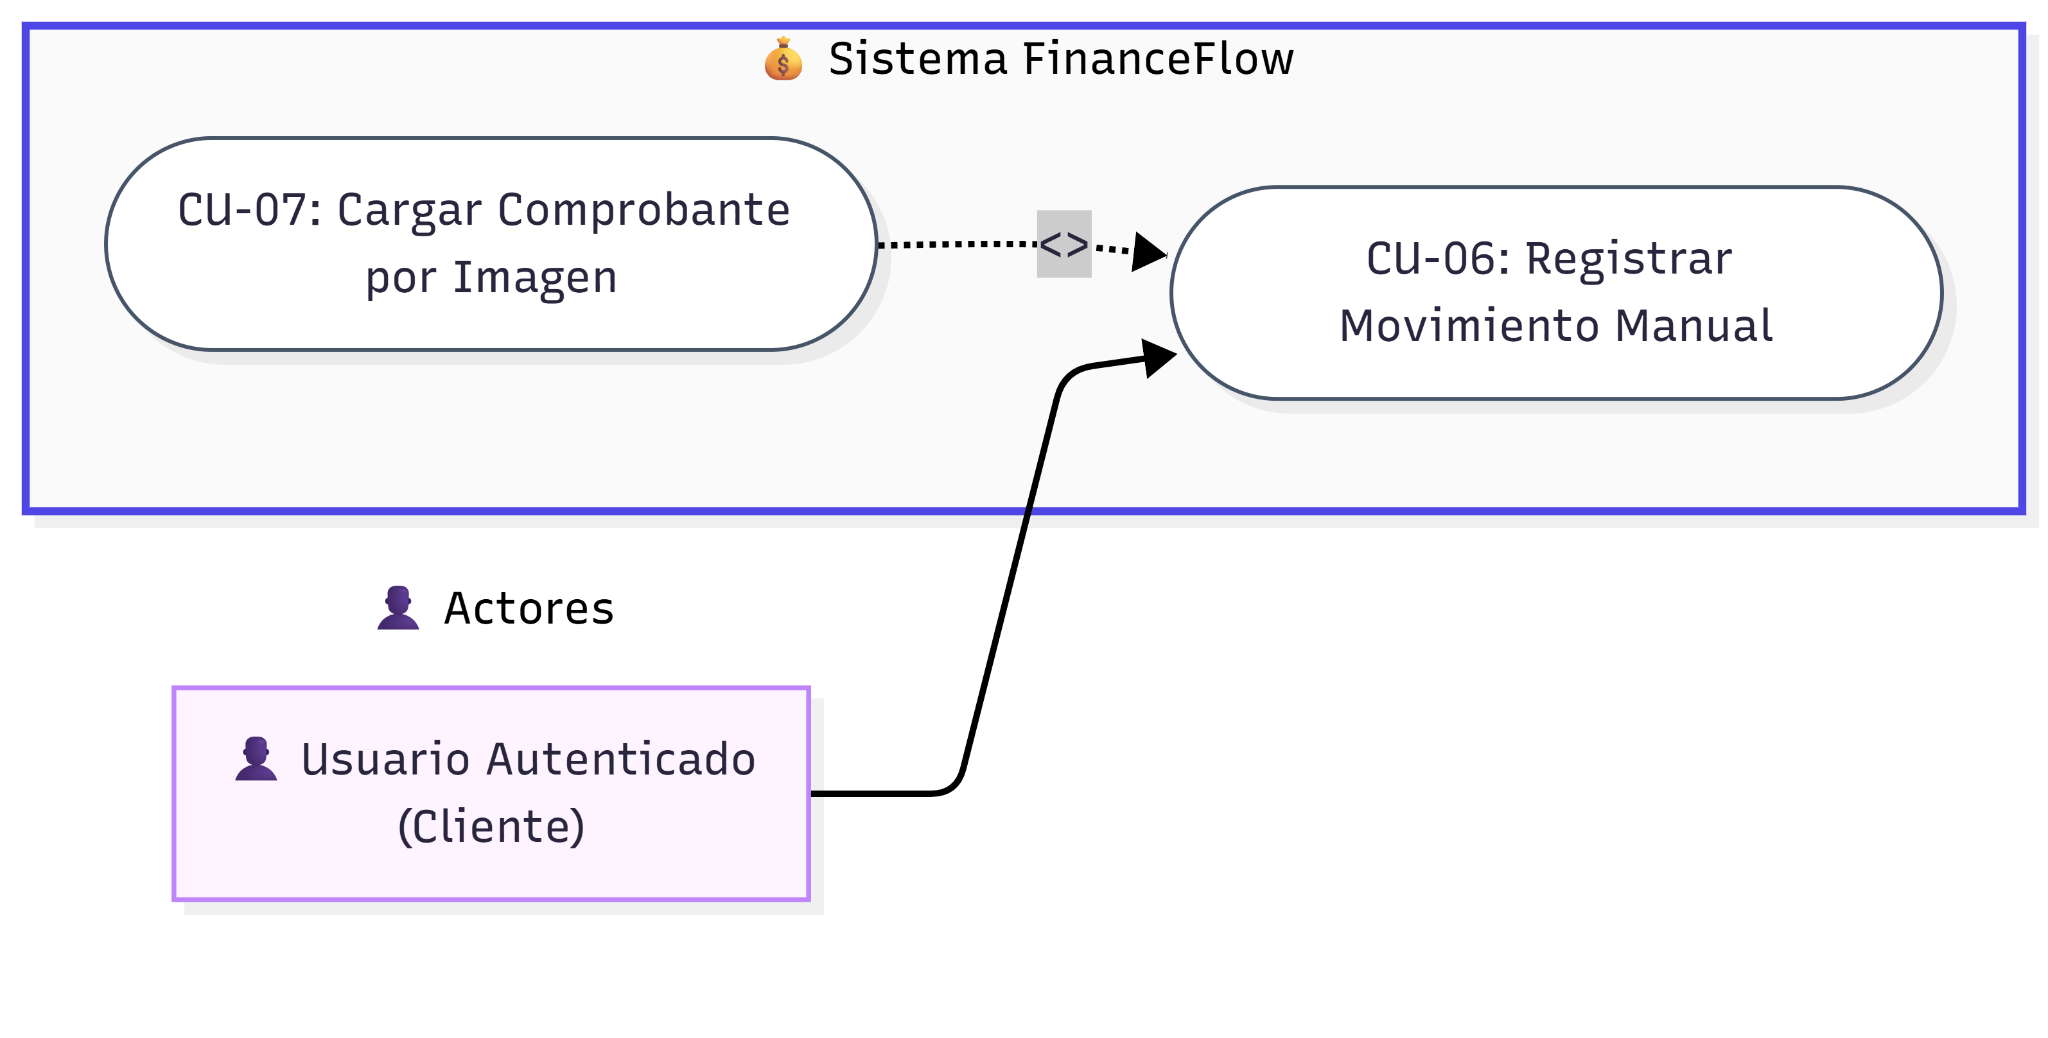 💰 Sistema FinanceFlow
CU-07: Cargar Comprobante
por Imagen
<>
CU-06: Registrar
Movimiento Manual
👤 Actores
👤 Usuario Autenticado
(Cliente)